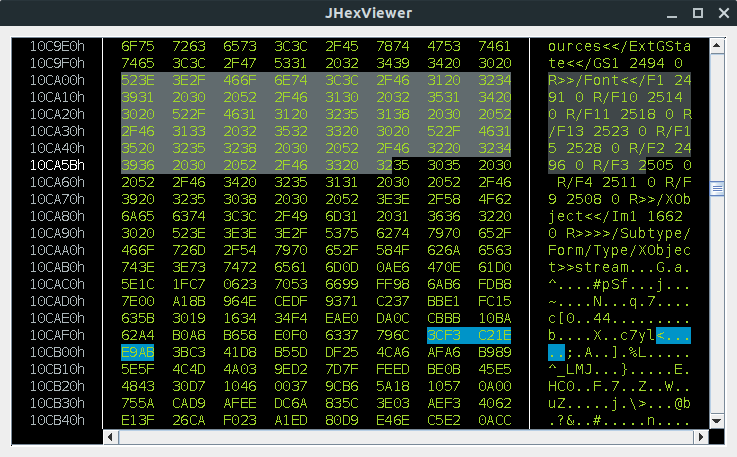 JHexViewer
10C9E0h 6F75 7263 6573 3C3C 2F45 7874 4753 7461 ources<</ExtGSta
10C9F0h 7465 3C3C 2F47 5331 2032 3439 3420 3020 te<</GS1 2494 0
10CA00h 523E 3E2F 466F 6E74 3C3C 2F46 3120 3234 R>>/Font<</F1 24
10CA10h 3931 2030 2052 2F46 3130 2032 3531 3420 91 0 R/F10 2514
10CA20h 3020 522F 4631 3120 3235 3138 2030 2052 0 R/F11 2518 0 R
10CA30h 2F46 3133 2032 3532 3320 3020 522F 4631 /F13 2523 0 R/F1
10CA40h 3520 3235 3238 2030 2052 2F46 3220 3234 5 2528 0 R/F2 24
10CA5Bh 3936 2030 2052 2F46 3320 3235 3035 2030 96 0 R/F3 2505 0
10CA60h 2052 2F46 3420 3235 3131 2030 2052 2F46 R/F4 2511 0 R/F
10CA70h 3920 3235 3038 2030 2052 3E3E 2F58 4F62 9 2508 0 R>>/XOb
10CA80h 6A65 6374 3C3C 2F49 6D31 2031 3636 3220 ject<</Im1 1662
10CA90h 3020 523E 3E3E 3E2F 5375 6274 7970 652F 0 R>>>>/Subtype/
10CAA0h 466F 726D 2F54 7970 652F 584F 626A 6563 Form/Type/XObjec
10CAB0h 743E 3E73 7472 6561 6D0D 0AE6 470E 61D0 t>>stream...G.a.
10CAC0h 5E1C 1FC7 0623 7053 6699 FF98 6AB6 FDB8 ^....#pSf...j...
10CAD0h 7E00 A18B 964E CEDF 9371 C237 BBE1 FC15 ~....N...q.7....
10CAE0h 635B 3019 1634 34F4 EAE0 DA0C CBBB 10BA c[0..44.........
10CAF0h 62A4 B0A8 B658 E0F0 6337 796C 3CF3 C21E b....X..c7yl<...
10CB00h E9AB 3BC3 41D8 B55D DF25 4CA6 AFA6 B989 ..;.A..].%L.....
10CB10h 5E5F 4C4D 4A03 9ED2 7D7F FEED BE0B 45E5 ^_LMJ...}.....E.
10CB20h 4843 30D7 1046 0037 9CB6 5A18 1057 0A00 HC0..F.7..Z..W..
10CB30h 755A CAD9 AFEE DC6A 835C 3E03 AEF3 4062 uZ.....j.\>...@b
10CB40h E13F 26CA F023 A1ED 80D9 E46E C5E2 0ACC .?&..#.....n....